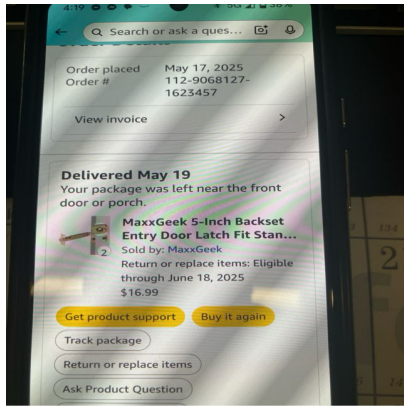 4:19
Search or ask a ques...
Order placed May 17, 2025
Order # 112-9068127-
1623457
View invoice
Delivered May 19
Your package was left near the front
door or porch.
MaxxGeek 5-Inch Backset
Entry Door Latch Fit Stan...
2
Sold by: MaxxGeek
Return or replace items: Eligible
through June 18, 2025
$16.99
Get product support
Buy it again
Track package
Return or replace items
Ask Product Question
134
2
141